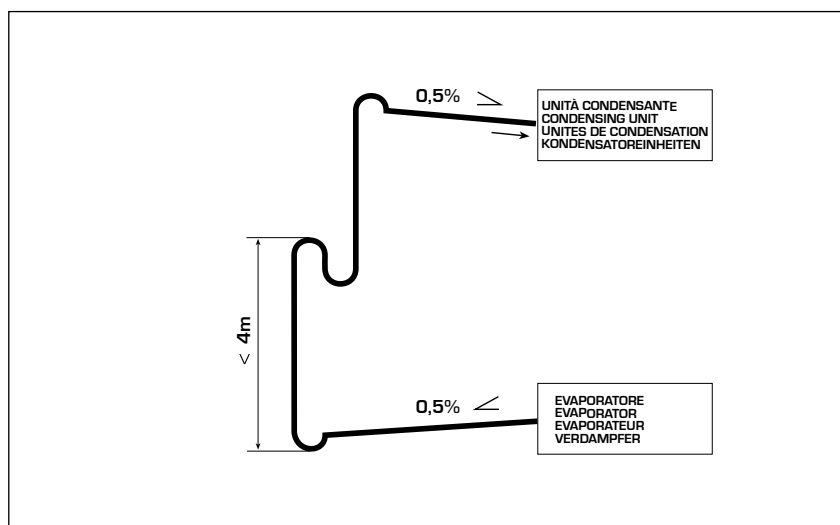 0,5%
UNITÀ CONDENSANTE
CONDENSING UNIT
UNITES DE CONDENSATION
KONDENSATOREINHEITEN
< 4m
0,5%
EVAPORATORE
EVAPORATOR
EVAPORATEUR
VERDAMPFER